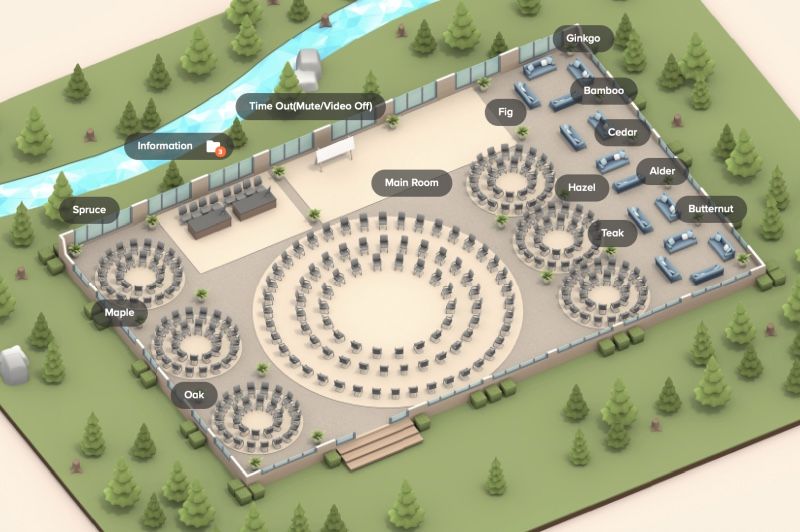 Ginkgo
Bamboo
Time Out(Mute/Video Off)
Fig
Cedar
Information
3
Alder
Main Room
Hazel
Spruce
Butternut
Teak
Maple
Oak